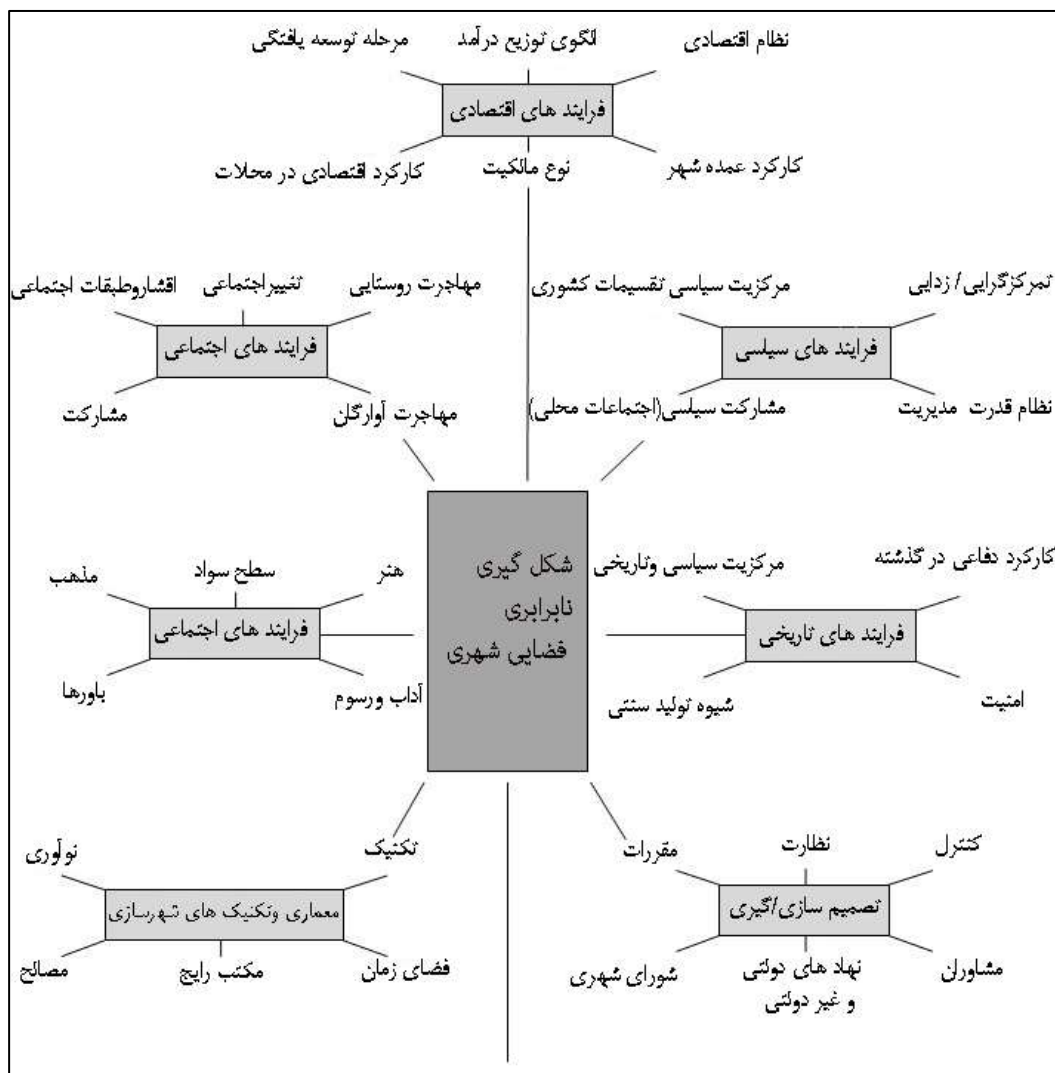 نظام اقتصادی
الگوی توزیع درآمد
مرحله توسعه یافتگی
فرایند های اقتصادی
کارکرد عمده شهر
نوع مالکیت
کارکرد اقتصادی در محلات
تمرکزگرایی/ زدایی
مرکزیت سیاسی تقسیمات کشوری
فرایند های سیاسی
نظام قدرت مدیریت
مشارکت سیاسی(اجتماعات محلی)
مهاجرت روستایی
تغییراجتماعی
اقشاروطبقات اجتماعی
فرایند های اجتماعی
مهاجرت آوارگان
مشارکت
شکل گیری
نابرابری
فضایی شهری
کارکرد دفاعی در گذشته
مرکزیت سیاسی وتاریخی
فرایند های تاریخی
امنیت
شیوه تولید سنتی
هنر
سطح سواد
مذهب
فرایند های اجتماعی
آداب ورسوم
باورها
کنترل
نظارت
مقررات
تصمیم سازی/گیری
مشاوران
نهاد های دولتی
و غیر دولتی
شورای شهری
تکنیک
نوآوری
معماری وتکنیک های شهرسازی
فضای زمان
مکتب رایج
مصالح